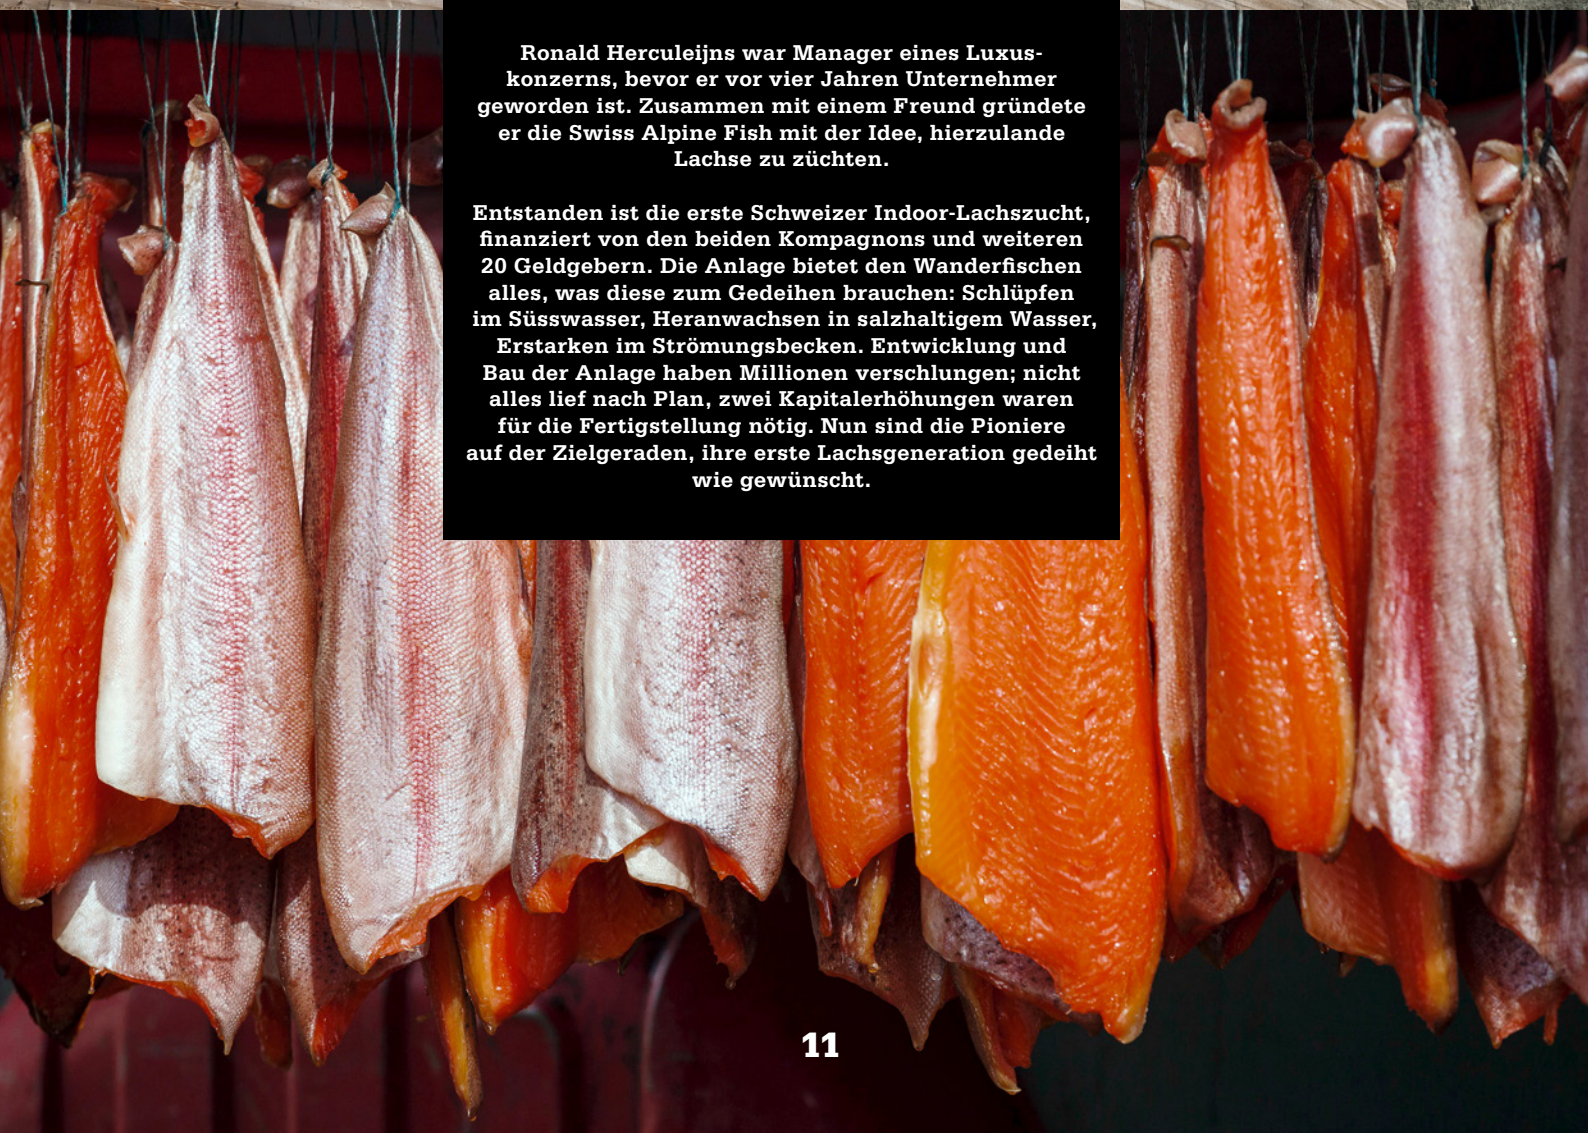 Ronald Herculeijns war Manager eines Luxus-
konzerns, bevor er vor vier Jahren Unternehmer
geworden ist. Zusammen mit einem Freund gründete
er die Swiss Alpine Fish mit der Idee, hierzulande
Lachse zu züchten.
Entstanden ist die erste Schweizer Indoor-Lachszucht,
finanziert von den beiden Kompagnons und weiteren
20 Geldgebern. Die Anlage bietet den Wanderfischen
alles, was diese zum Gedeihen brauchen: Schlüpfen
im Süsswasser, Heranwachsen in salzhaltigem Wasser,
Erstarken im Strömungsbecken. Entwicklung und
Bau der Anlage haben Millionen verschlungen; nicht
alles lief nach Plan, zwei Kapitalerhöhungen waren
für die Fertigstellung nötig. Nun sind die Pioniere
auf der Zielgeraden, ihre erste Lachsgeneration gedeiht
wie gewünscht.
11